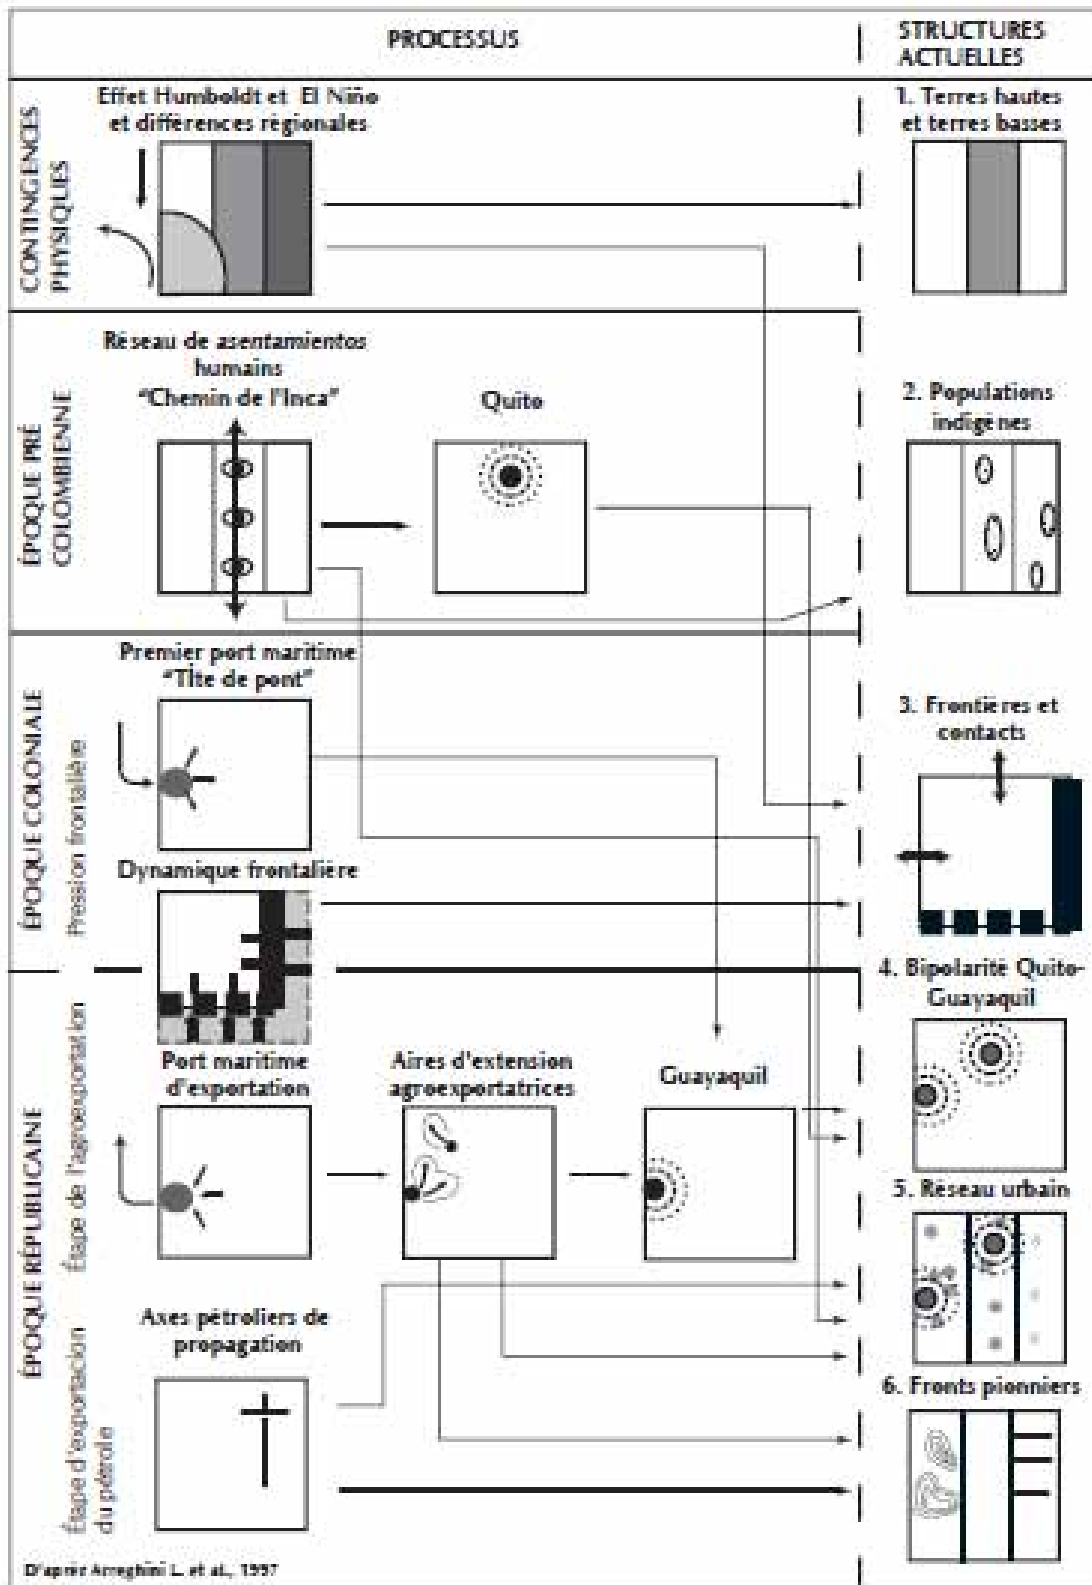 PROCESSUS
STRUCTURES
ACTUELLES
CONTINGENCES
PHYSIQUES
Effet Humboldt et El Niño
et différences régionales
1. Terres hautes
et terres basses
ÉPOQUE PRÉ
COLOMBIENNE
Réseau de asentamientos
humains
"Chemin de l'Inca"
Quito
2. Populations
indigènes
ÉPOQUE COLONIALE
Pression frontalière
Premier port maritime
"Tîte de pont"
3. Frontières et
contacts
Dynamique frontalière
ÉPOQUE RÉPUBLICAINE
Étape de l'agroexportation
Port maritime
d'exportation
Aires d'extension
agroexportatrices
Guayaquil
4. Bipolarité Quito-
Guayaquil
5. Réseau urbain
Étape d'exportacion
du pétrole
Axes pétroliers de
propagation
6. Fronts pionniers
D'après Arreghini L. et al., 1997